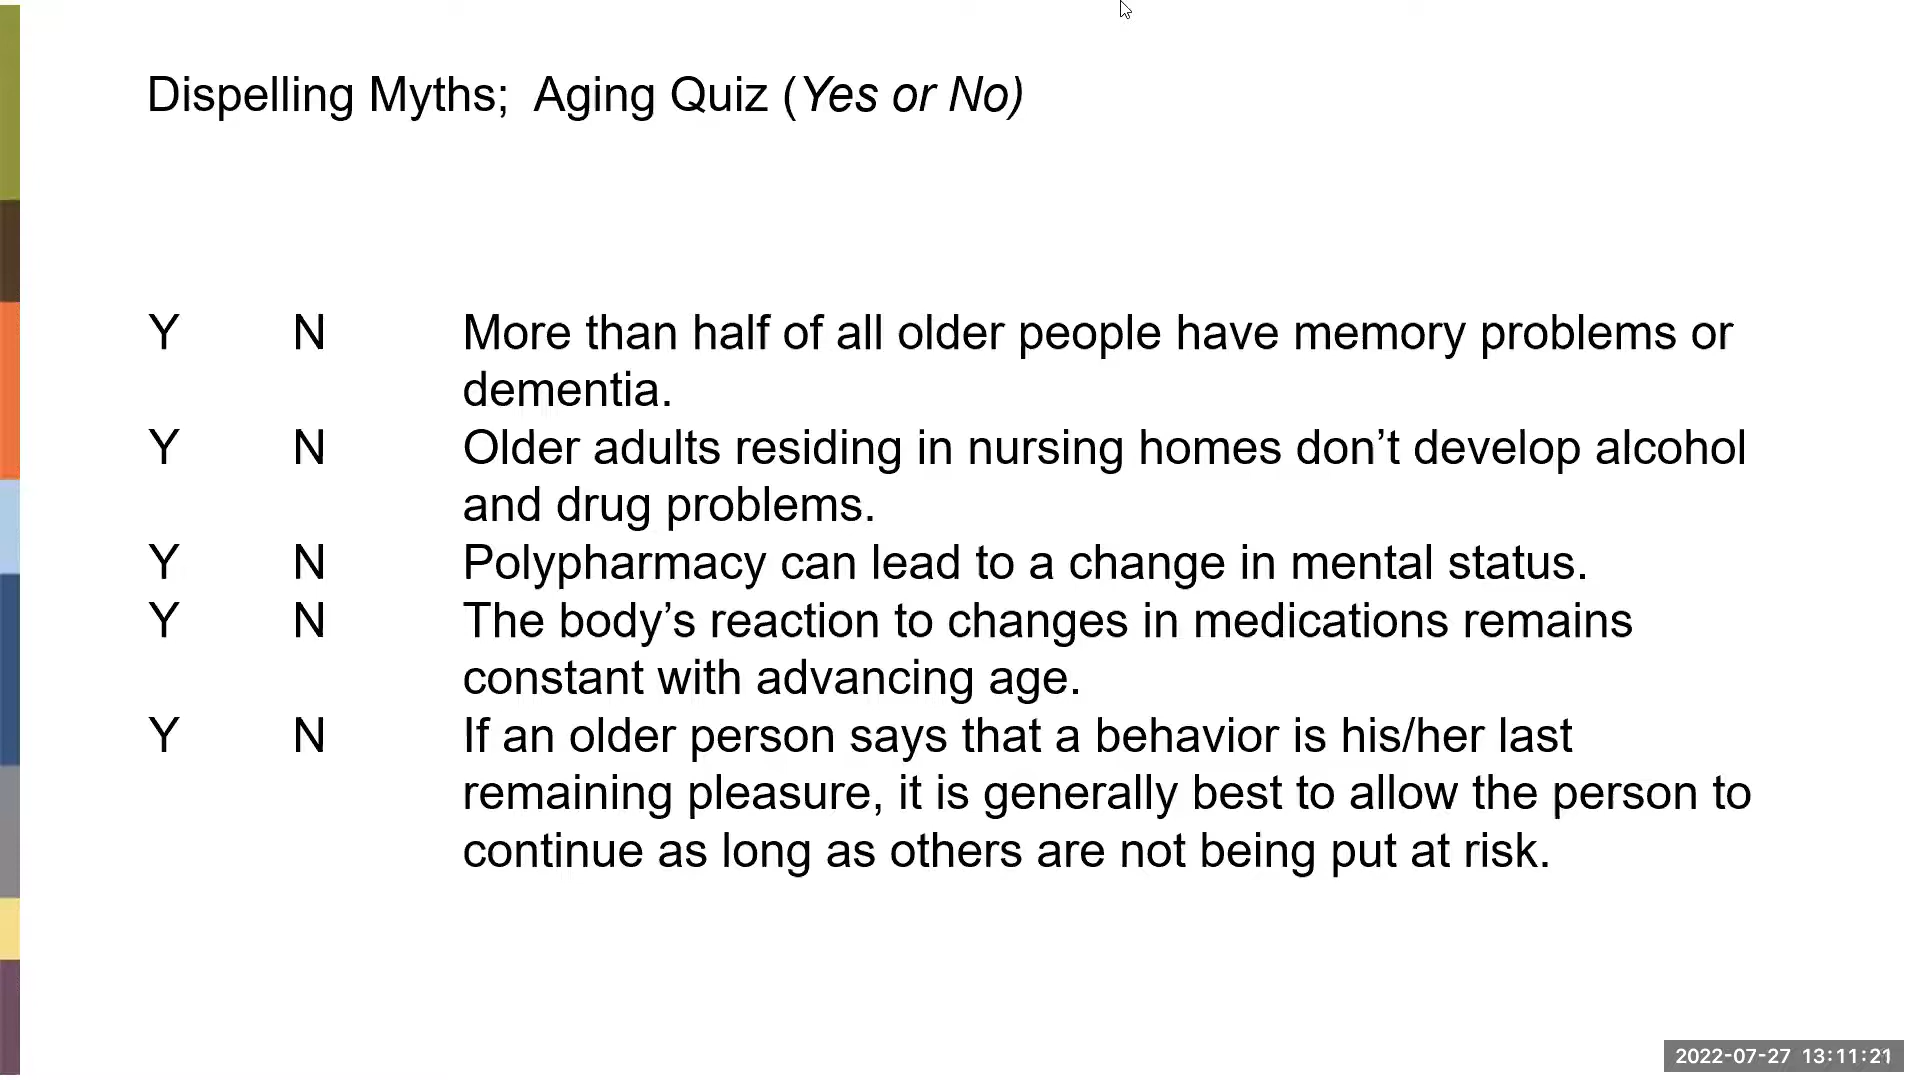 Dispelling Myths;  Aging Quiz (Yes or No)
Y N More than half of all older people have memory problems or
dementia.
Y N Older adults residing in nursing homes don’t develop alcohol
and drug problems.
Y N Polypharmacy can lead to a change in mental status.
Y N The body’s reaction to changes in medications remains
constant with advancing age.
Y N If an older person says that a behavior is his/her last
remaining pleasure, it is generally best to allow the person to
continue as long as others are not being put at risk.
2022-07-27 13:11:21